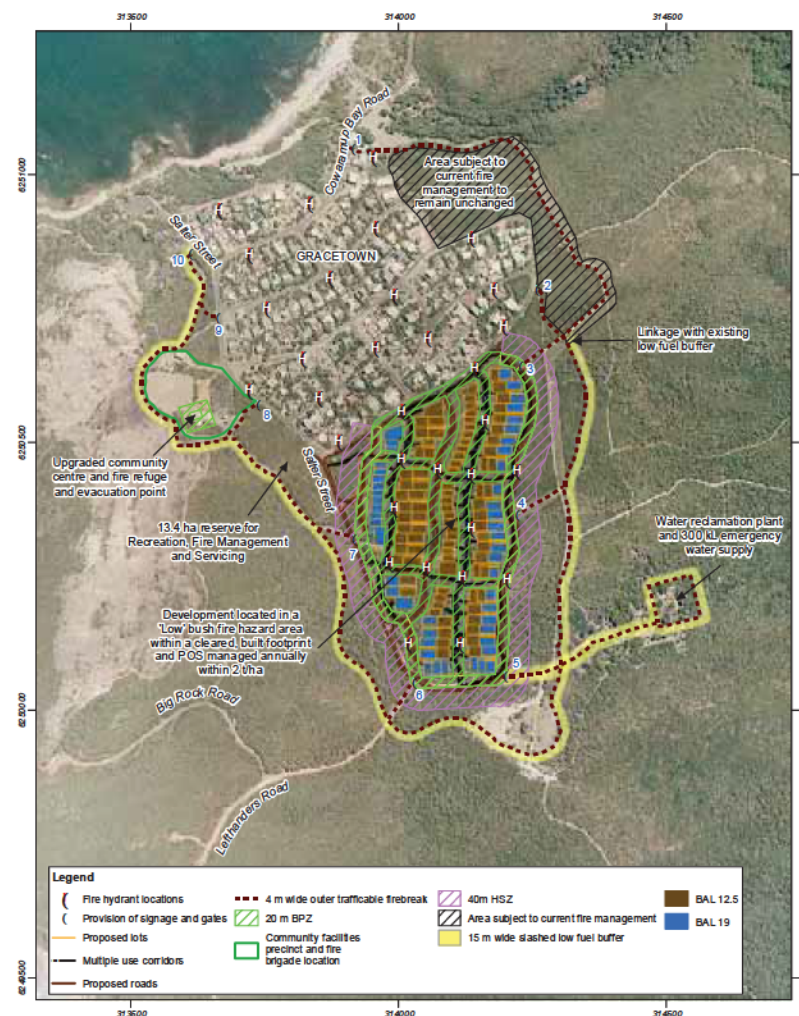 313500
314000
314500
6251000
6250500
6250000
6249500
Cowaramup Bay Road
1
Area subject to
current fire
management to
remain unchanged
Salter Street
GRACETOWN
10
9
2
Linkage with existing
low fuel buffer
3
8
Upgraded community
centre and fire refuge
and evacuation point
Salter Street
13.4 ha reserve for
Recreation, Fire Management
and Servicing
4
Water reclamation plant
and 300 kL emergency
water supply
7
Development located in a
'Low' bush fire hazard area
within a cleared, built footprint
and POS managed annually
within 2 t/ha
5
6
Big Rock Road
Lefthanders Road
Legend
Fire hydrant locations
Provision of signage and gates
Proposed lots
Multiple use corridors
Proposed roads
4 m wide outer trafficable firebreak
20 m BPZ
Community facilities
precinct and fire
brigade location
40m HSZ
Area subject to current fire management
15 m wide slashed low fuel buffer
BAL 12.5
BAL 19
313500
314000
314500